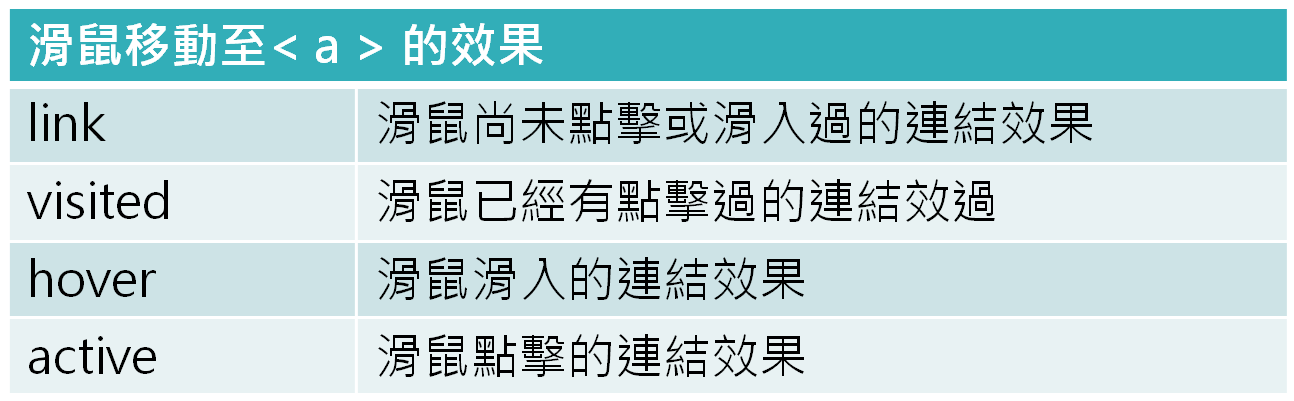 滑鼠移動至< a > 的效果
link 滑鼠尚未點擊或滑入過的連結效果
visited 滑鼠已經有點擊過的連結效過
hover 滑鼠滑入的連結效果
active 滑鼠點擊的連結效果